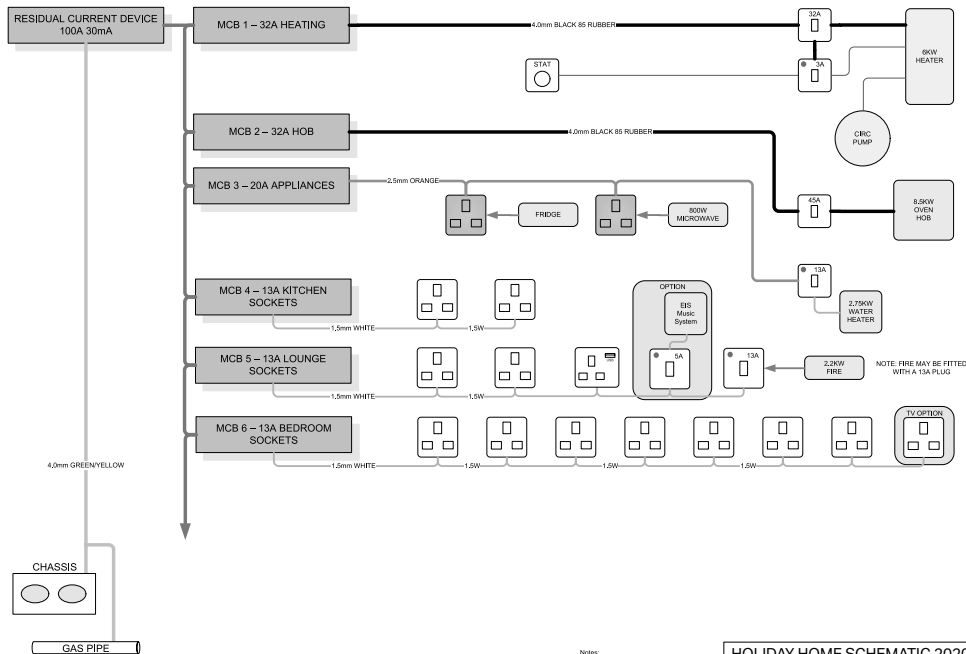 RESIDUAL CURRENT DEVICE
100A 30mA
MCB 1 – 32A HEATING
4.0mm BLACK 85 RUBBER
32A
6KW
HEATER
STAT
3A
CIRC
PUMP
MCB 2 – 32A HOB
4.0mm BLACK 85 RUBBER
MCB 3 – 20A APPLIANCES
2.5mm ORANGE
FRIDGE
800W
MICROWAVE
45A
8.5KW
OVEN
HOB
13A
2.75KW
WATER
HEATER
MCB 4 – 13A KITCHEN
SOCKETS
1.5mm WHITE
1.5W
OPTION
EIS
Music
System
MCB 5 – 13A LOUNGE
SOCKETS
1.5mm WHITE
1.5W
5A
13A
2.2KW
FIRE
NOTE: FIRE MAY BE FITTED
WITH A 13A PLUG
MCB 6 – 13A BEDROOM
SOCKETS
1.5mm WHITE
1.5W
1.5W
1.5W
TV OPTION
4.0mm GREEN/YELLOW
CHASSIS
GAS PIPE
Notes:
HOLIDAY HOME SCHEMATIC 2020